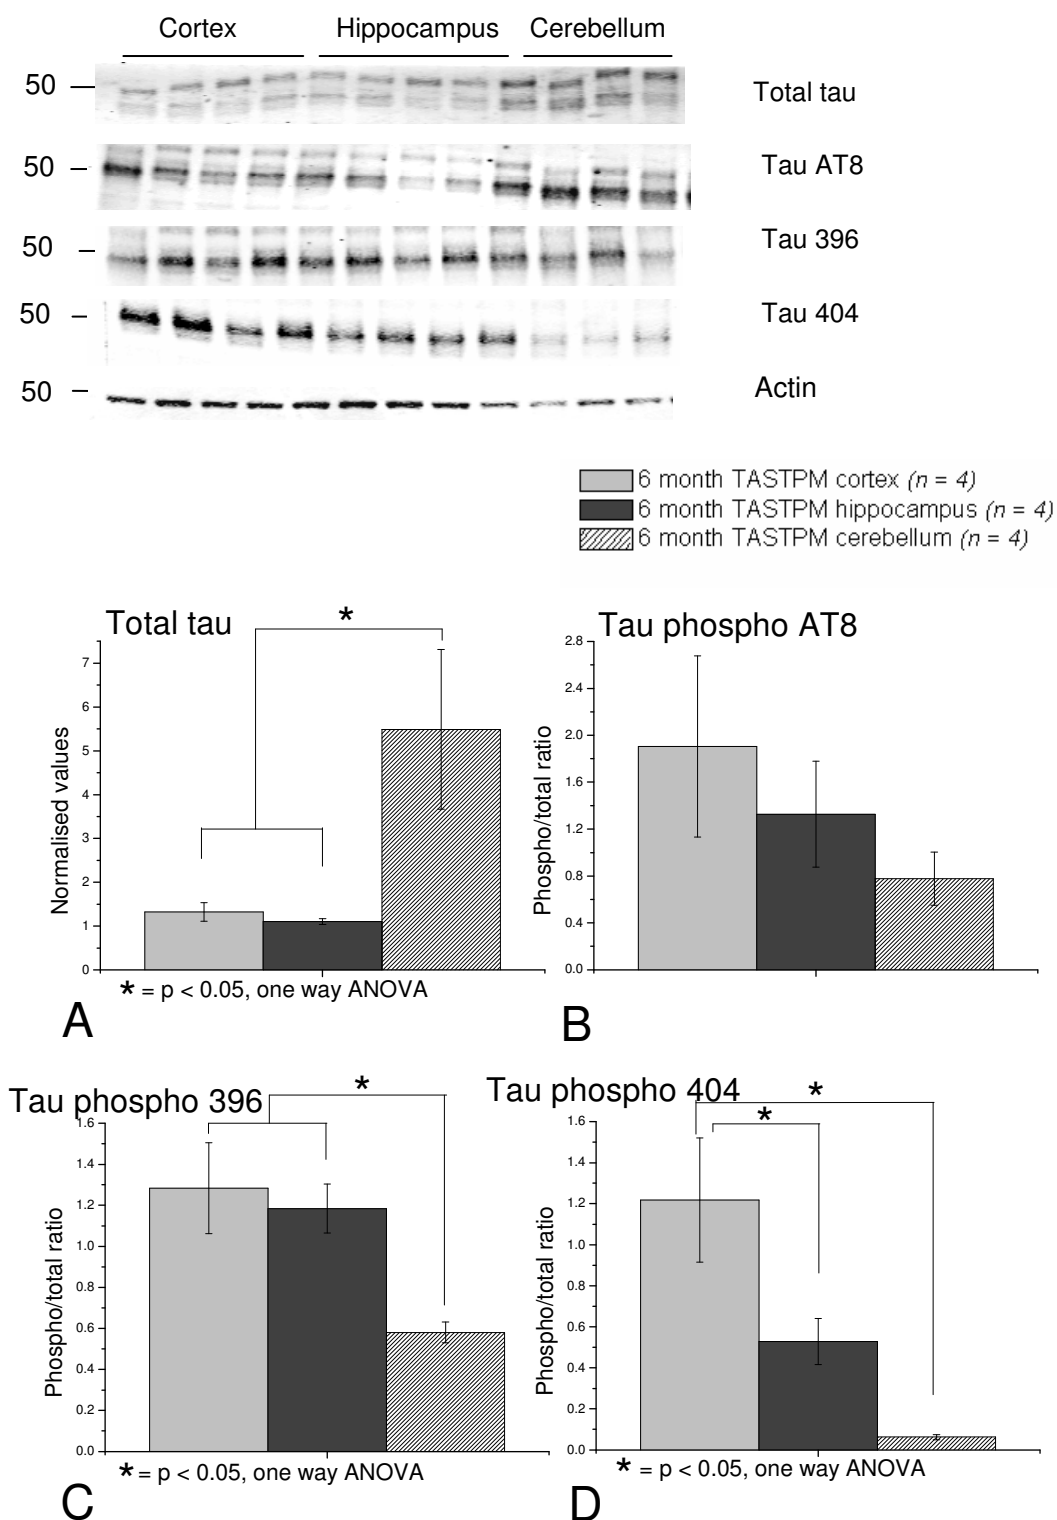 Cortex Hippocampus Cerebellum
50 Total tau
50 Tau AT8
50 Tau 396
50 Tau 404
50 Actin
6 month TASTPM cortex (n = 4)
6 month TASTPM hippocampus (n = 4)
6 month TASTPM cerebellum (n = 4)
Total tau
*
Normalised values
7
6
5
4
3
2
1
0
* = p < 0.05, one way ANOVA
A
Tau phospho AT8
Phospho/total ratio
2.8
2.4
2.0
1.6
1.2
0.8
0.4
0.0
B
Tau phospho 396
*
Phospho/total ratio
1.6
1.4
1.2
1.0
0.8
0.6
0.4
0.2
0.0
* = p < 0.05, one way ANOVA
C
Tau phospho 404
*
*
Phospho/total ratio
1.6
1.4
1.2
1.0
0.8
0.6
0.4
0.2
0.0
* = p < 0.05, one way ANOVA
D